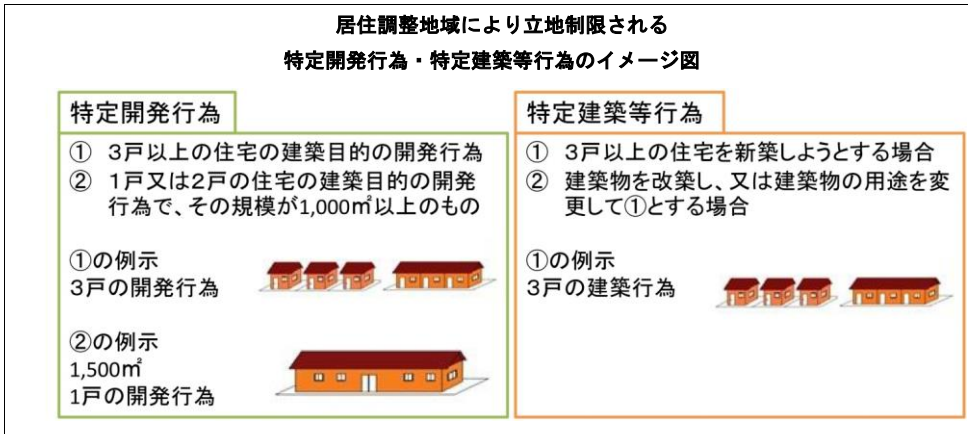 居住調整地域により立地制限される
特定開発行為・特定建築等行為のイメージ図
特定開発行為
① 3戸以上の住宅の建築目的の開発行為
② 1戸又は2戸の住宅の建築目的の開発
行為で、その規模が1,000㎡以上のもの
①の例示
3戸の開発行為
②の例示
1,500㎡
1戸の開発行為
特定建築等行為
① 3戸以上の住宅を新築しようとする場合
② 建築物を改築し、又は建築物の用途を変
更して①とする場合
①の例示
3戸の建築行為